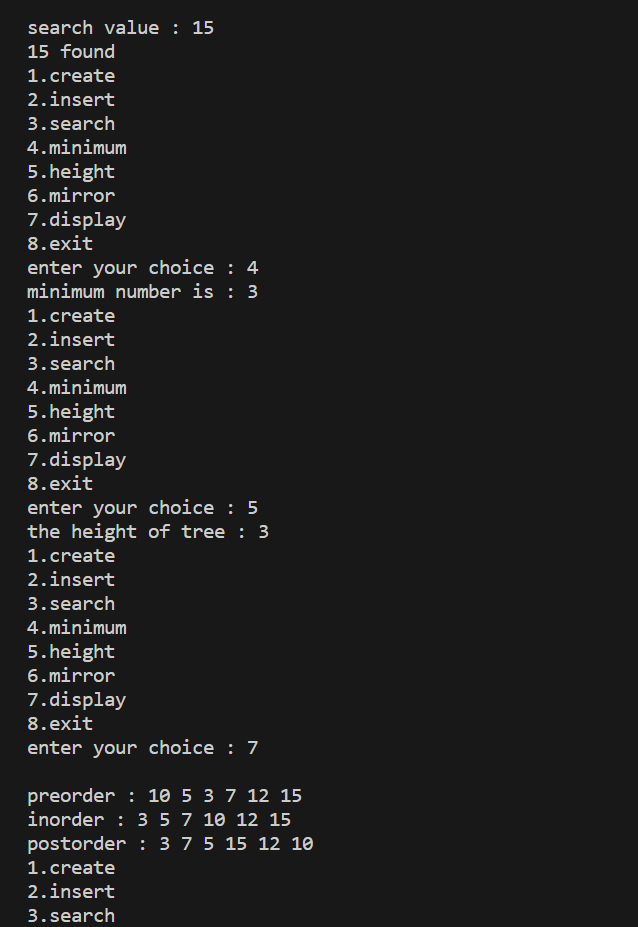 search value : 15
15 found
1.create
2.insert
3.search
4.minimum
5.height
6.mirror
7.display
8.exit
enter your choice : 4
minimum number is : 3
1.create
2.insert
3.search
4.minimum
5.height
6.mirror
7.display
8.exit
enter your choice : 5
the height of tree : 3
1.create
2.insert
3.search
4.minimum
5.height
6.mirror
7.display
8.exit
enter your choice : 7

preorder : 10 5 3 7 12 15
inorder : 3 5 7 10 12 15
postorder : 3 7 5 15 12 10
1.create
2.insert
3.search